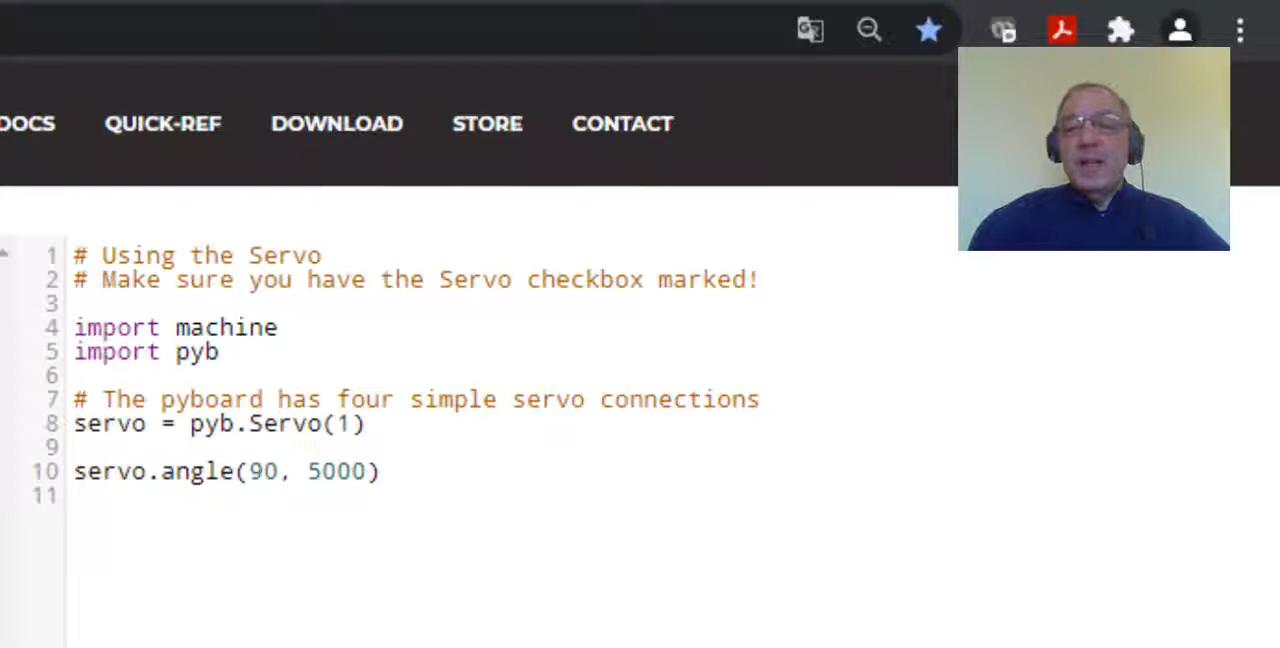 DOCS QUICK-REF DOWNLOAD STORE CONTACT
1 # Using the Servo
2 # Make sure you have the Servo checkbox marked!
3
4 import machine
5 import pyb
6
7 # The pyboard has four simple servo connections
8 servo = pyb.Servo(1)
9
10 servo.angle(90, 5000)
11